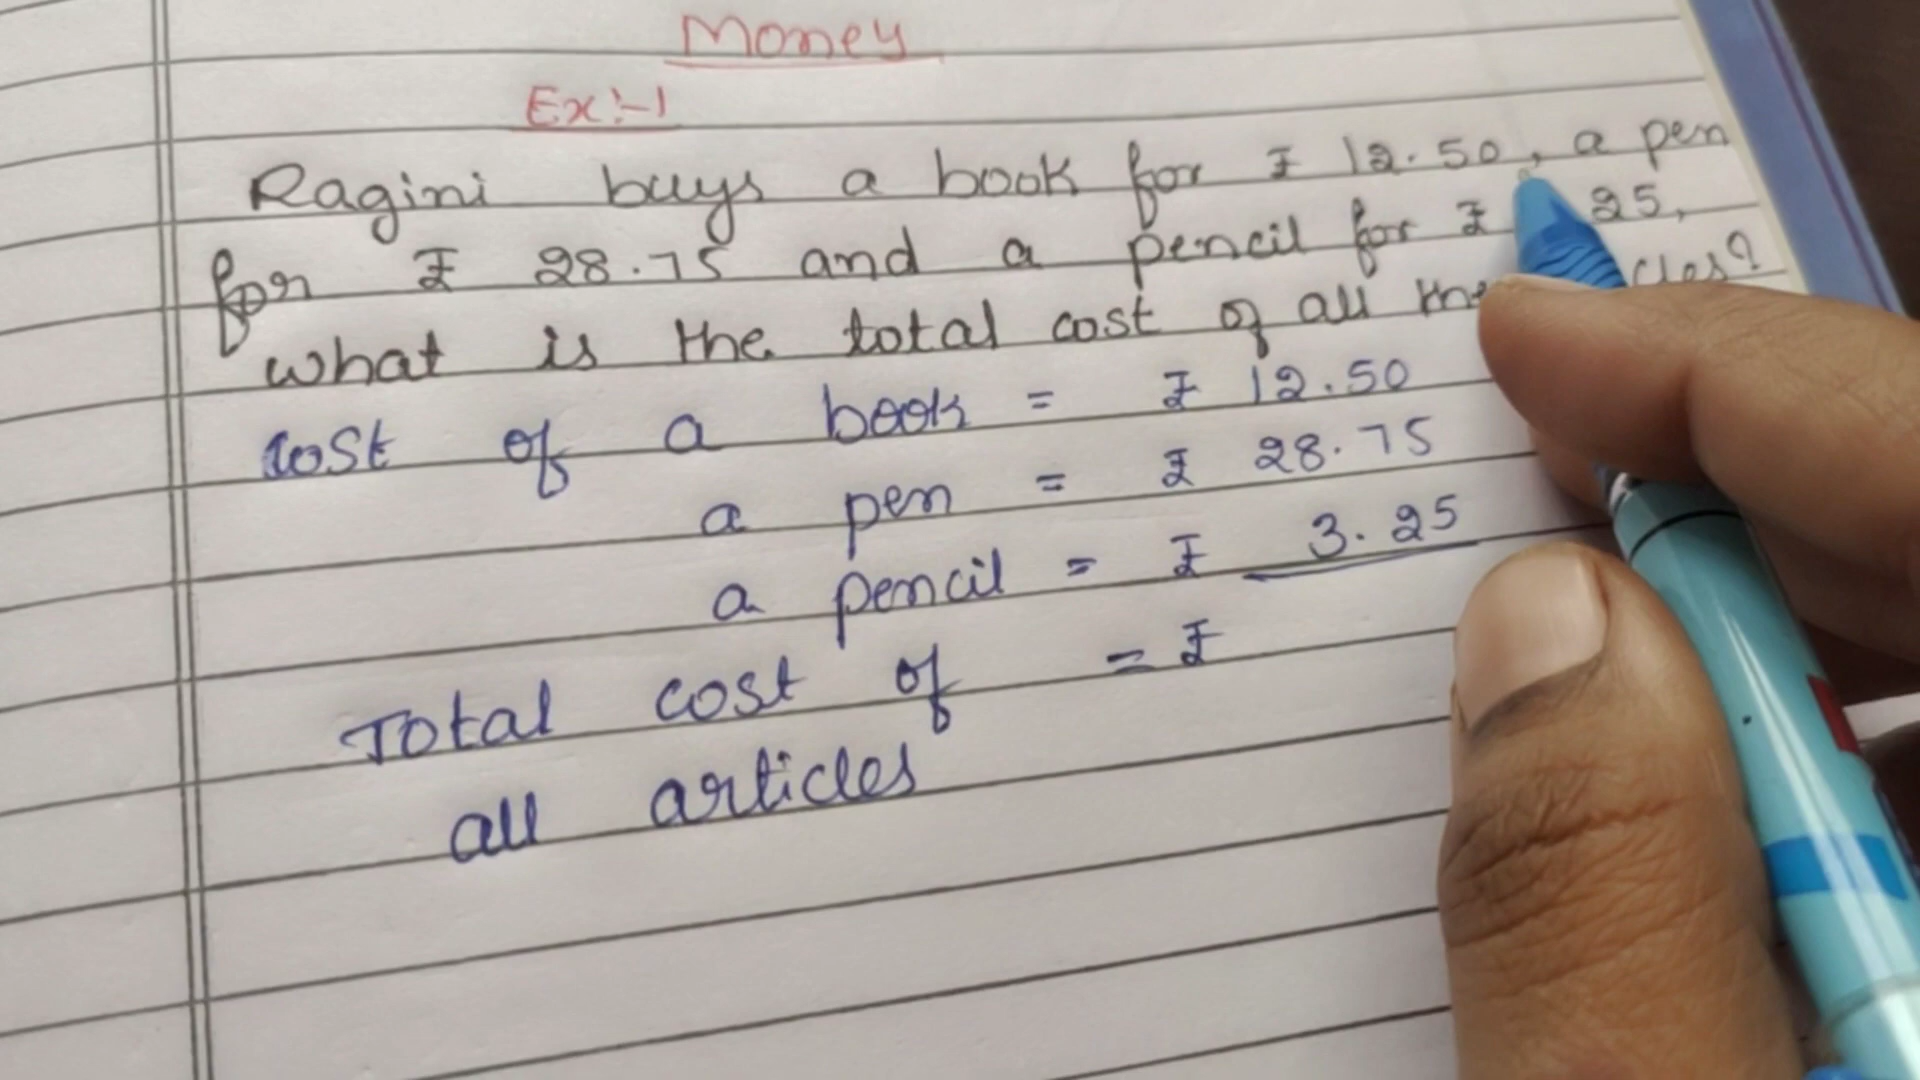 Money
Ex:-1
Ragini buys a book for ₹ 12.50, a pen
for ₹ 28.75 and a pencil for ₹ 25,
what is the total cost of all the cles?
cost of a book = ₹ 12.50
a pen = ₹ 28.75
a pencil = ₹ 3.25
Total cost of = ₹
all articles